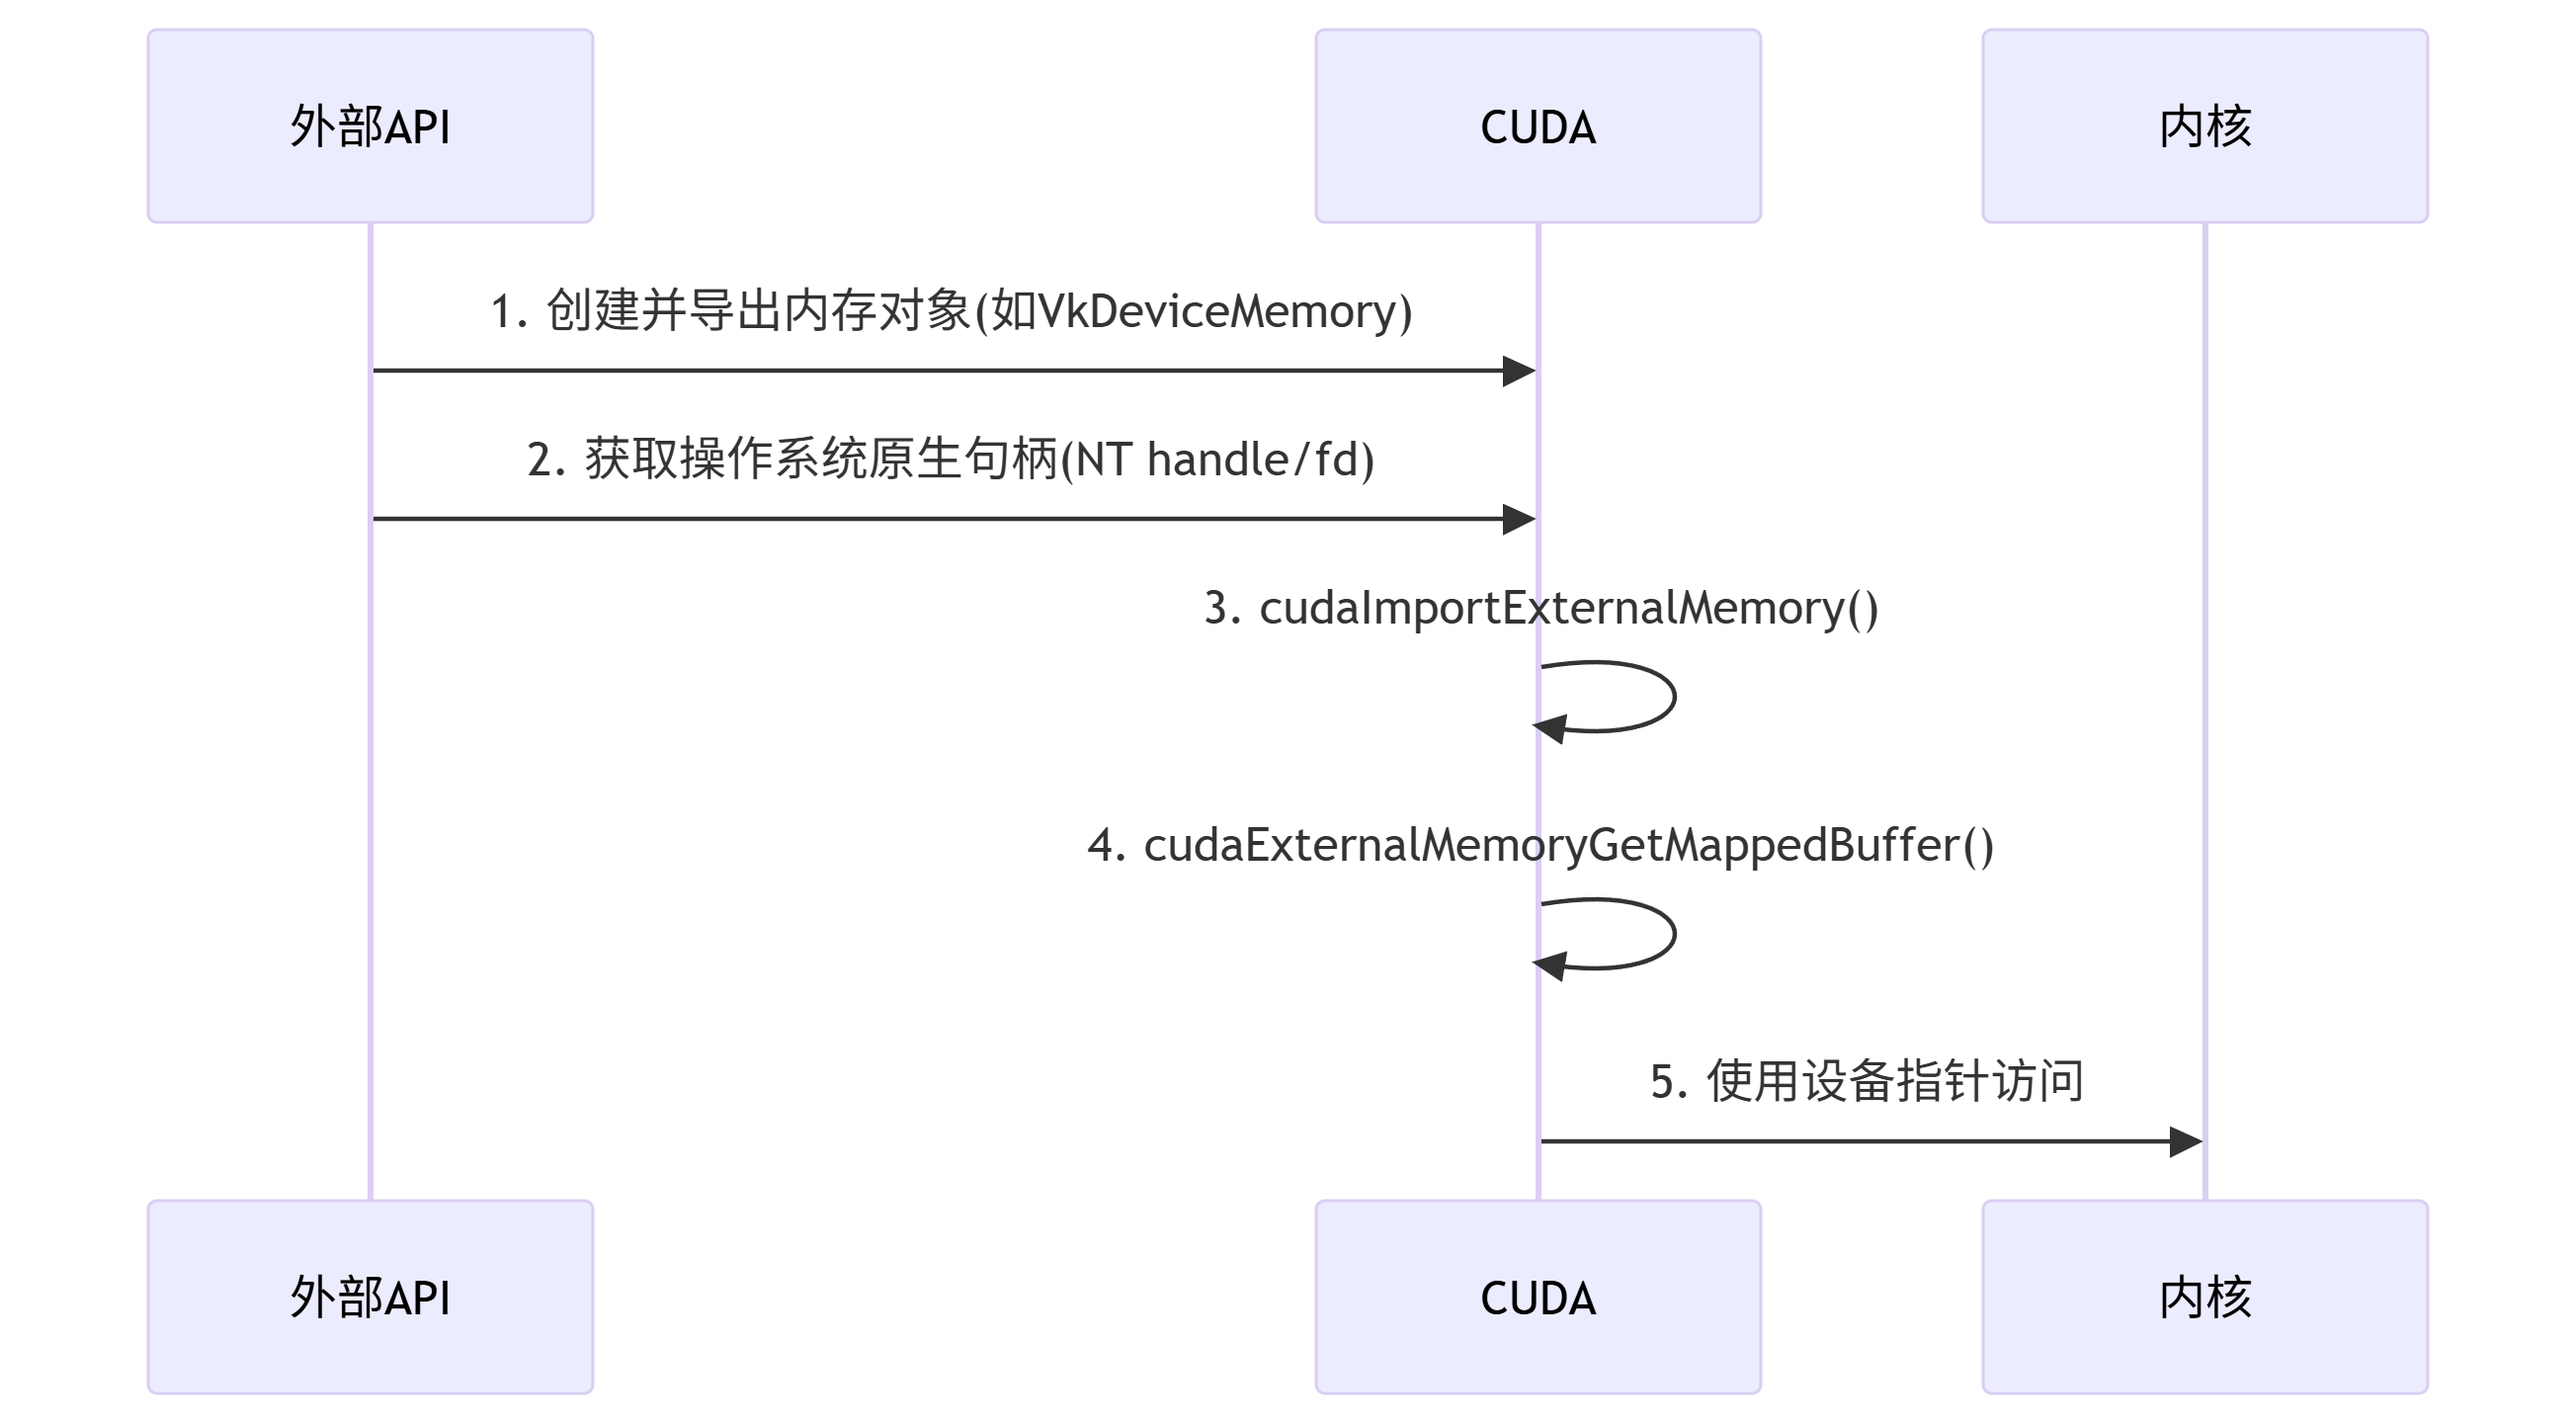 外部API
CUDA
内核
1. 创建并导出内存对象(如VkDeviceMemory)
2. 获取操作系统原生句柄(NT handle/fd)
3. cudaImportExternalMemory()
4. cudaExternalMemoryGetMappedBuffer()
5. 使用设备指针访问
外部API
CUDA
内核